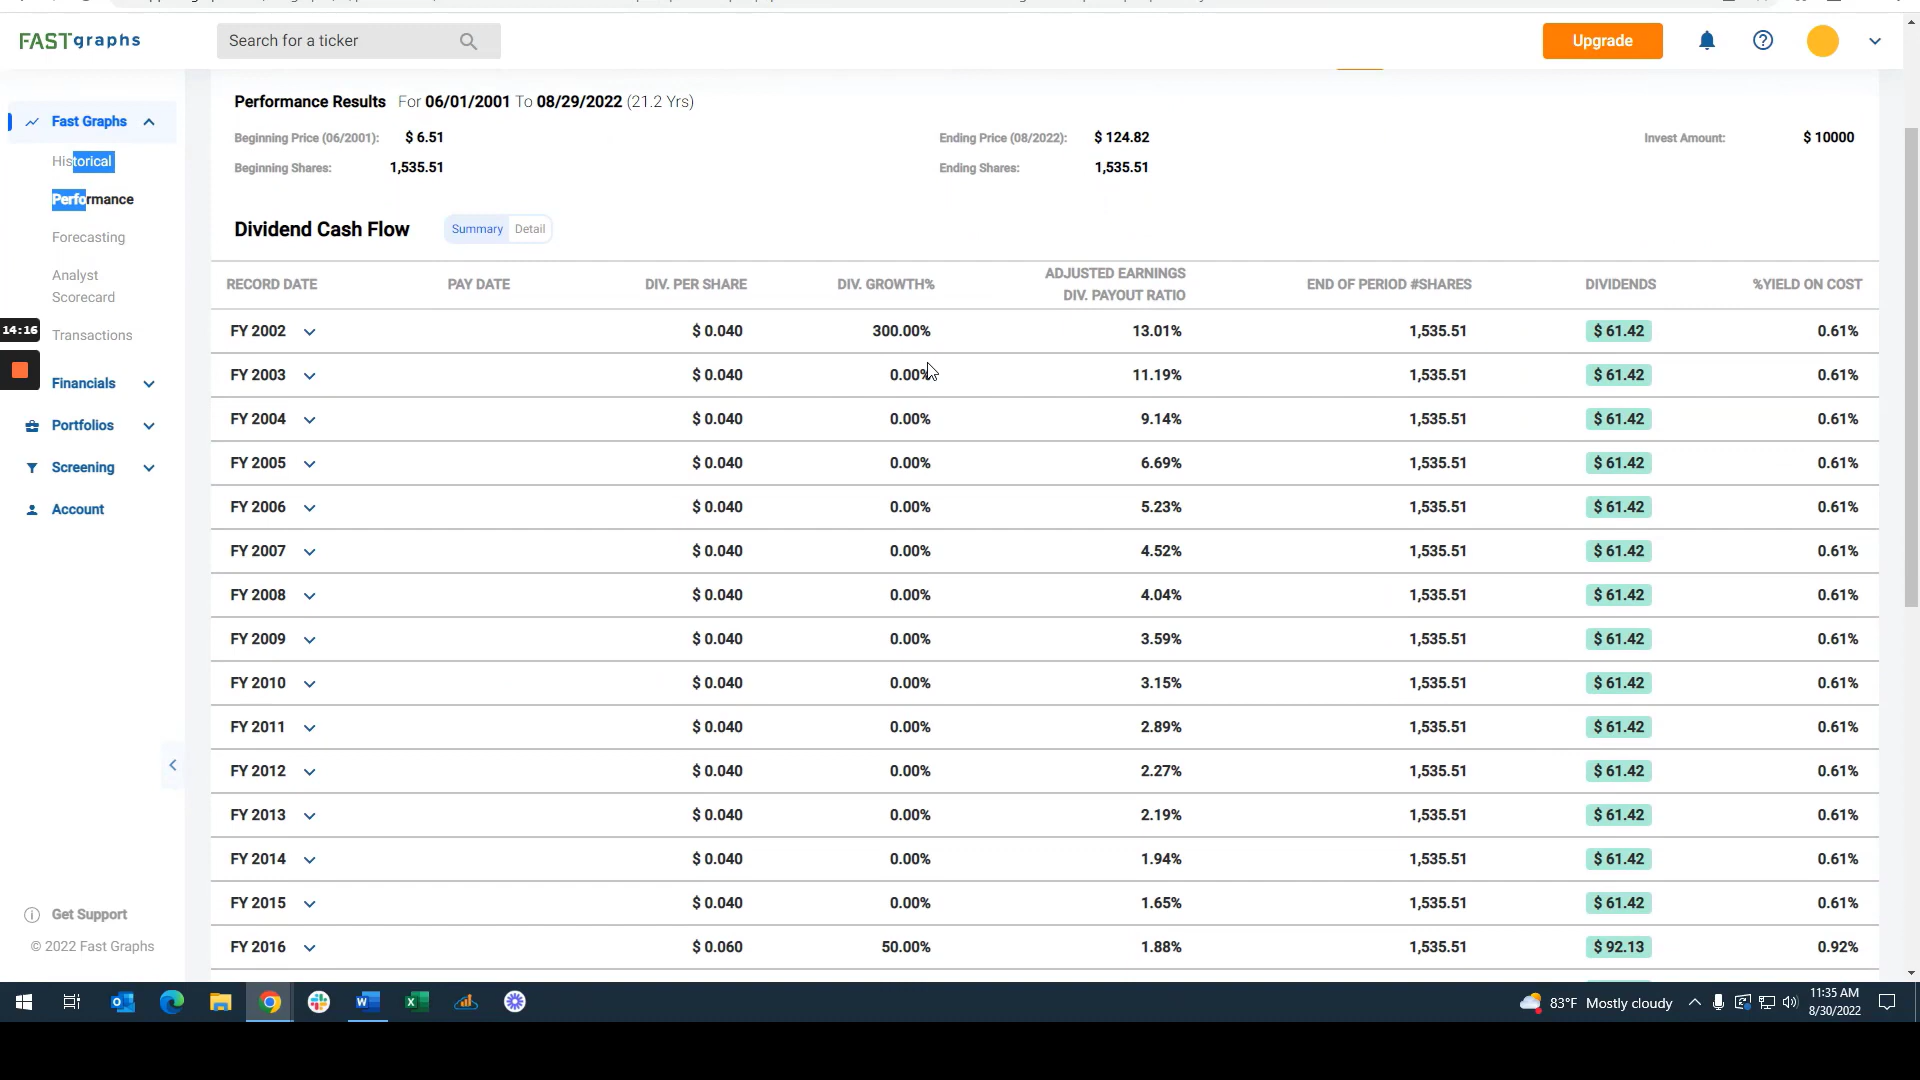 FASTgraphs
Search for a ticker
Upgrade
Fast Graphs
Historical
Performance
Forecasting
Analyst
Scorecard
14:16
Transactions
Financials
Portfolios
Screening
Account
Get Support
© 2022 Fast Graphs
Performance Results For 06/01/2001 To 08/29/2022 (21.2 Yrs)
Beginning Price (06/2001): $ 6.51 Ending Price (08/2022): $ 124.82 Invest Amount: $ 10000
Beginning Shares: 1,535.51 Ending Shares: 1,535.51
Dividend Cash Flow Summary Detail
RECORD DATE PAY DATE DIV. PER SHARE DIV. GROWTH% ADJUSTED EARNINGS DIV. PAYOUT RATIO END OF PERIOD #SHARES DIVIDENDS %YIELD ON COST
FY 2002 $ 0.040 300.00% 13.01% 1,535.51 $ 61.42 0.61%
FY 2003 $ 0.040 0.00% 11.19% 1,535.51 $ 61.42 0.61%
FY 2004 $ 0.040 0.00% 9.14% 1,535.51 $ 61.42 0.61%
FY 2005 $ 0.040 0.00% 6.69% 1,535.51 $ 61.42 0.61%
FY 2006 $ 0.040 0.00% 5.23% 1,535.51 $ 61.42 0.61%
FY 2007 $ 0.040 0.00% 4.52% 1,535.51 $ 61.42 0.61%
FY 2008 $ 0.040 0.00% 4.04% 1,535.51 $ 61.42 0.61%
FY 2009 $ 0.040 0.00% 3.59% 1,535.51 $ 61.42 0.61%
FY 2010 $ 0.040 0.00% 3.15% 1,535.51 $ 61.42 0.61%
FY 2011 $ 0.040 0.00% 2.89% 1,535.51 $ 61.42 0.61%
FY 2012 $ 0.040 0.00% 2.27% 1,535.51 $ 61.42 0.61%
FY 2013 $ 0.040 0.00% 2.19% 1,535.51 $ 61.42 0.61%
FY 2014 $ 0.040 0.00% 1.94% 1,535.51 $ 61.42 0.61%
FY 2015 $ 0.040 0.00% 1.65% 1,535.51 $ 61.42 0.61%
FY 2016 $ 0.060 50.00% 1.88% 1,535.51 $ 92.13 0.92%
83°F Mostly cloudy
11:35 AM
8/30/2022